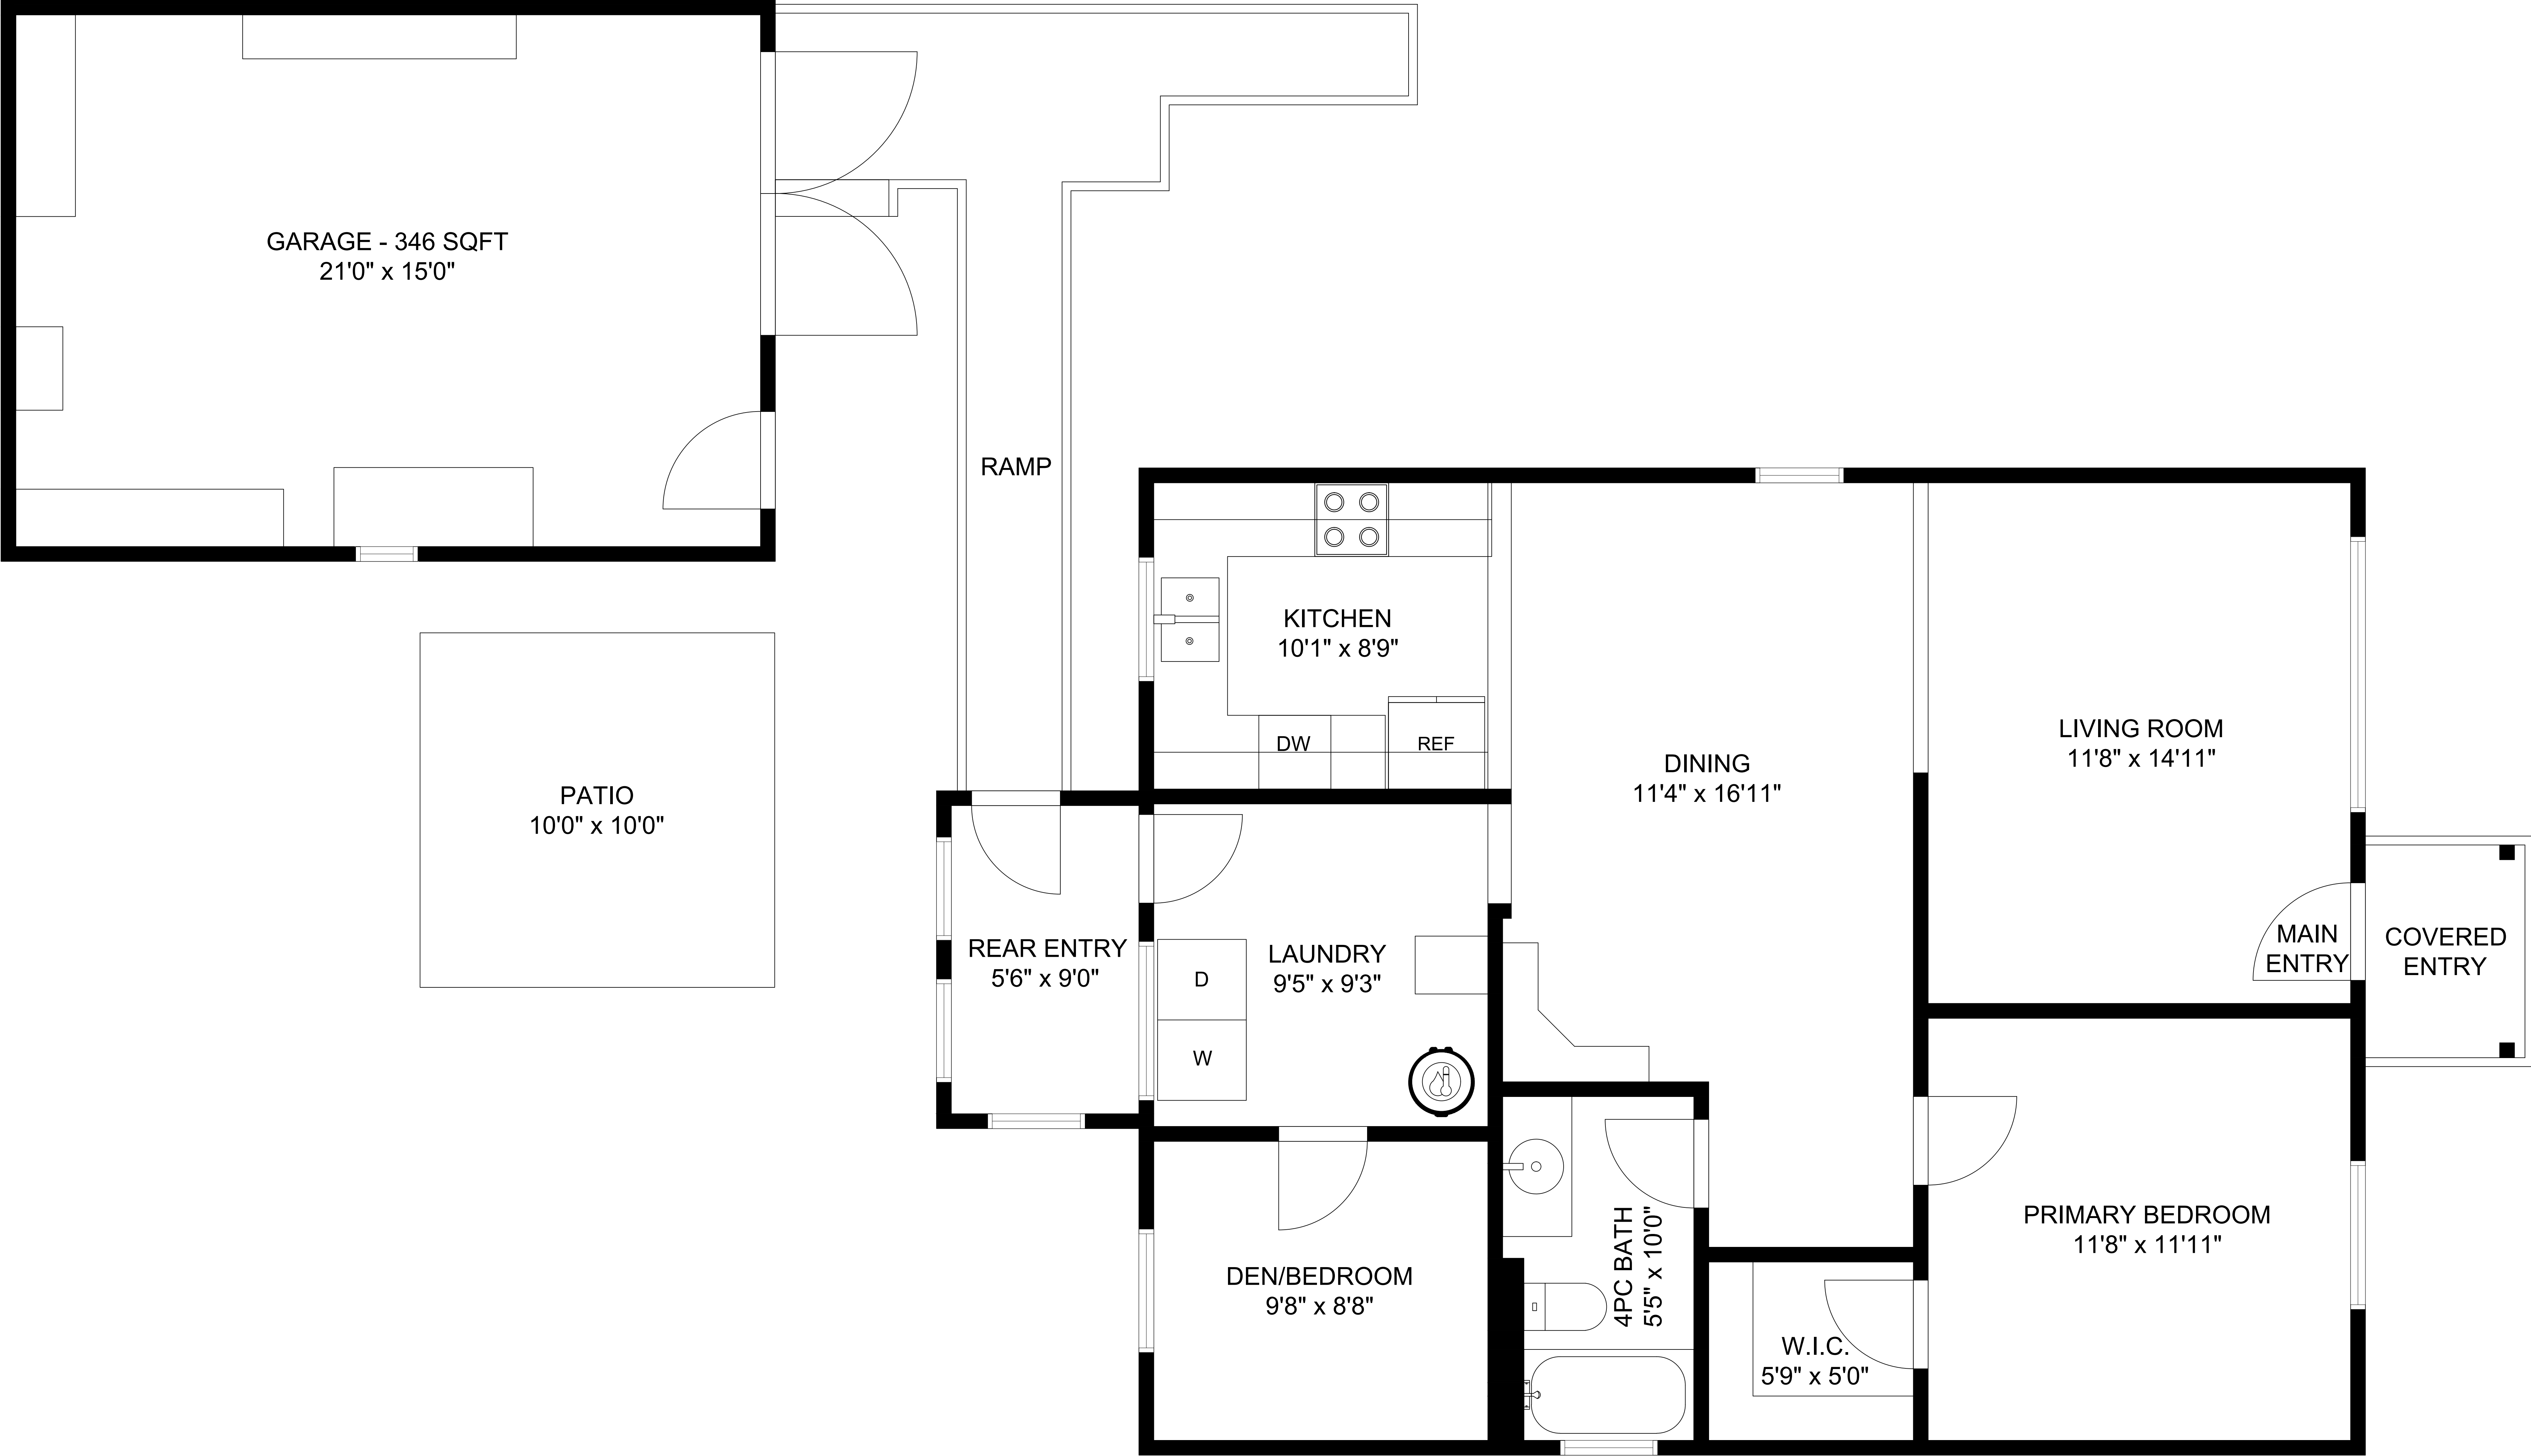 GARAGE - 346 SQFT
21'0" x 15'0"
RAMP
KITCHEN
10'1" x 8'9"
DW
REF
DINING
11'4" x 16'11"
LIVING ROOM
11'8" x 14'11"
PATIO
10'0" x 10'0"
REAR ENTRY
5'6" x 9'0"
LAUNDRY
9'5" x 9'3"
D
W
MAIN
ENTRY
COVERED
ENTRY
DEN/BEDROOM
9'8" x 8'8"
4PC BATH
5'5" x 10'0"
PRIMARY BEDROOM
11'8" x 11'11"
W.I.C.
5'9" x 5'0"